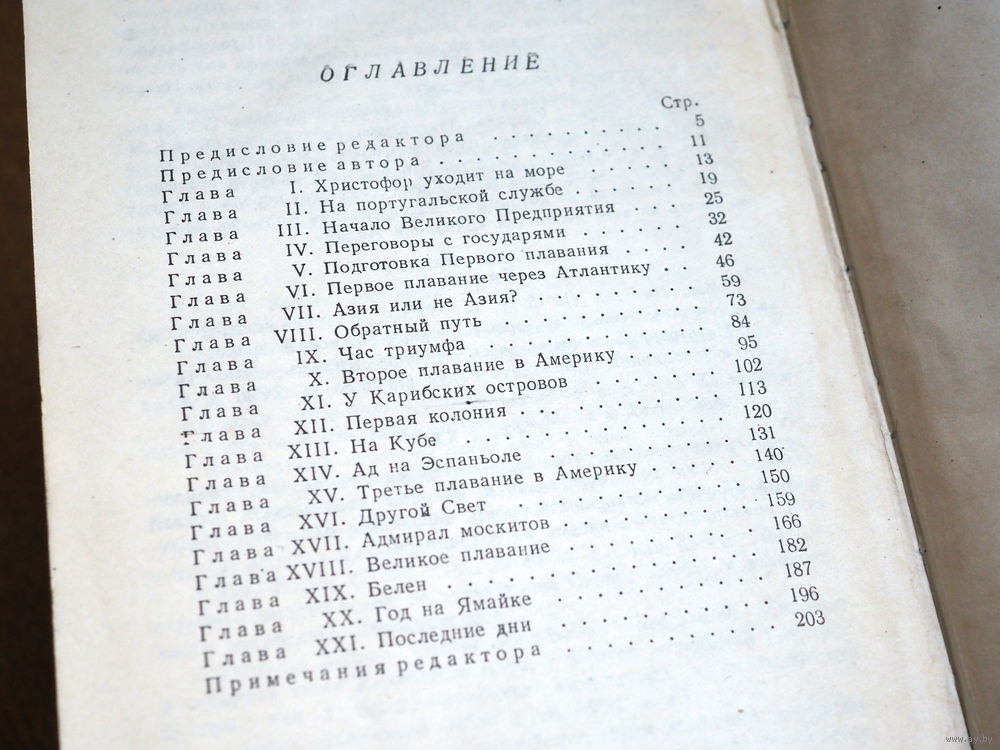 ОГЛАВЛЕНИЕ
Стр.
Предисловие редактора . . . . . . . . . . 5
Предисловие автора . . . . . . . . . . . 11
Глава I. Христофор уходит на море . . . . . 13
Глава II. На португальской службе . . . . . 19
Глава III. Начало Великого Предприятия . . . 25
Глава IV. Переговоры с государями . . . . . 32
Глава V. Подготовка Первого плавания . . . . 42
Глава VI. Первое плавание через Атлантику . . 46
Глава VII. Азия или не Азия? . . . . . . . . 59
Глава VIII. Обратный путь . . . . . . . . . 73
Глава IX. Час триумфа . . . . . . . . . . 84
Глава X. Второе плавание в Америку . . . . . 95
Глава XI. У Карибских островов . . . . . . 102
Глава XII. Первая колония . . . . . . . . . 113
Глава XIII. На Кубе . . . . . . . . . . . 120
Глава XIV. Ад на Эспаньоле . . . . . . . . 131
Глава XV. Третье плавание в Америку . . . . 140
Глава XVI. Другой Свет . . . . . . . . . . 150
Глава XVII. Адмирал москитов . . . . . . . . 159
Глава XVIII. Великое плавание . . . . . . . . 166
Глава XIX. Белен . . . . . . . . . . . . 182
Глава XX. Год на Ямайке . . . . . . . . . 187
Глава XXI. Последние дни . . . . . . . . . 196
Примечания редактора . . . . . . . . . . 203
www.ay.by